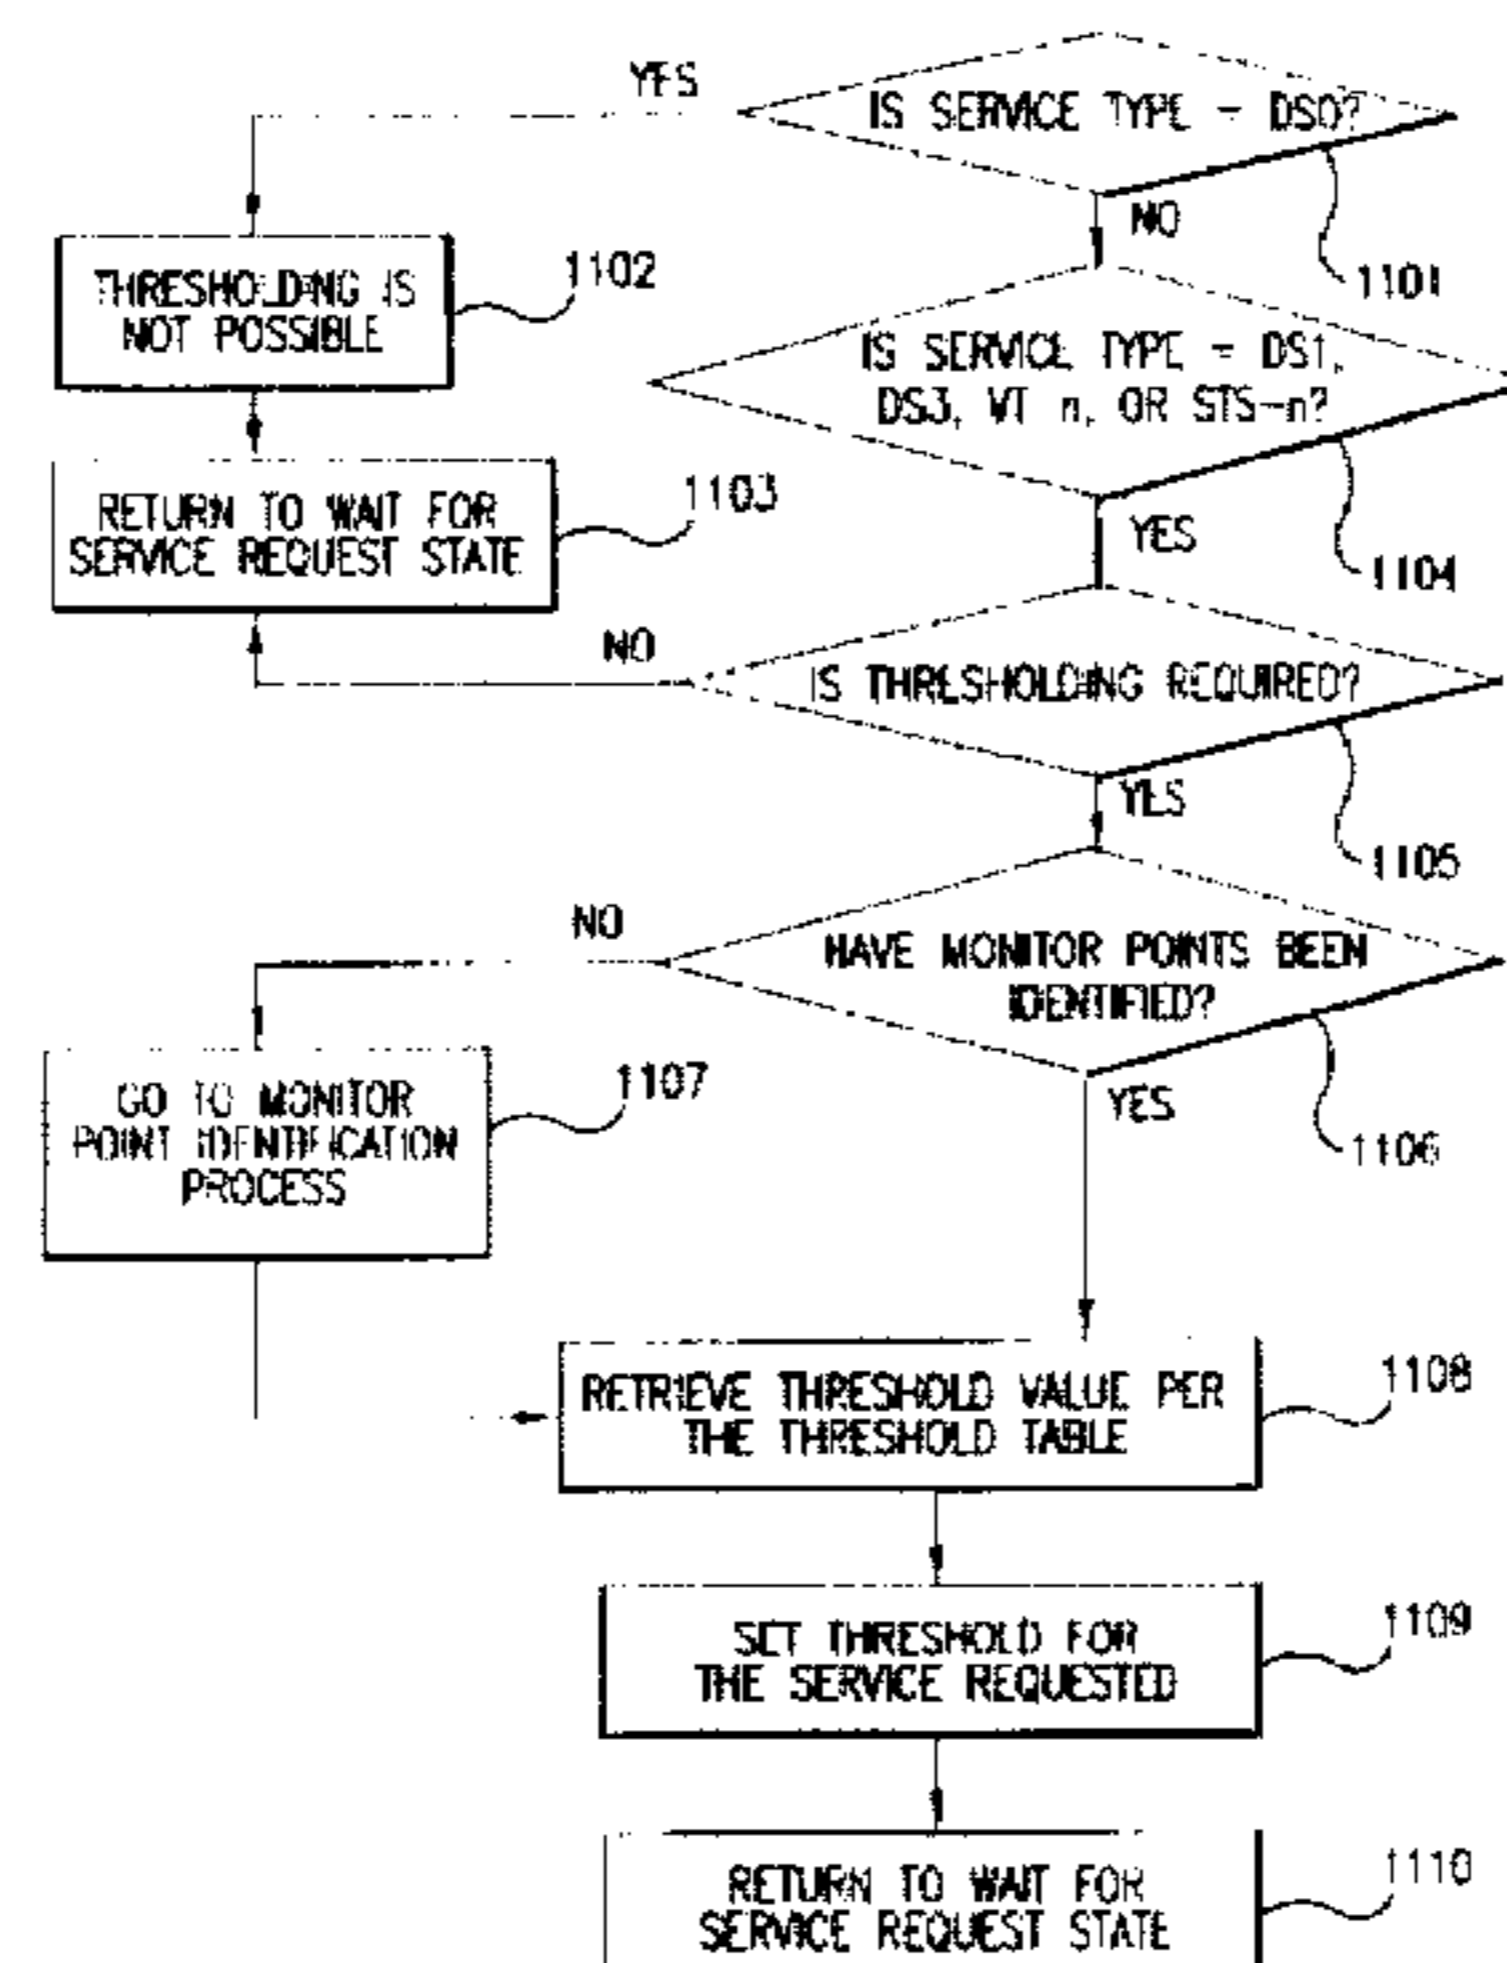 YES
IS SERVICE TYPE = DS0?
NO
1101
THRESHOLDING IS
NOT POSSIBLE
1102
IS SERVICE TYPE = DS1,
DS3, VT-n, OR STS-n?
YES
1104
RETURN TO WAIT FOR
SERVICE REQUEST STATE
1103
NO
IS THRESHOLDING REQUIRED?
YES
1105
NO
HAVE MONITOR POINTS BEEN
IDENTIFIED?
YES
1106
GO TO MONITOR
POINT IDENTIFICATION
PROCESS
1107
RETRIEVE THRESHOLD VALUE PER
THE THRESHOLD TABLE
1108
SET THRESHOLD FOR
THE SERVICE REQUESTED
1109
RETURN TO WAIT FOR
SERVICE REQUEST STATE
1110